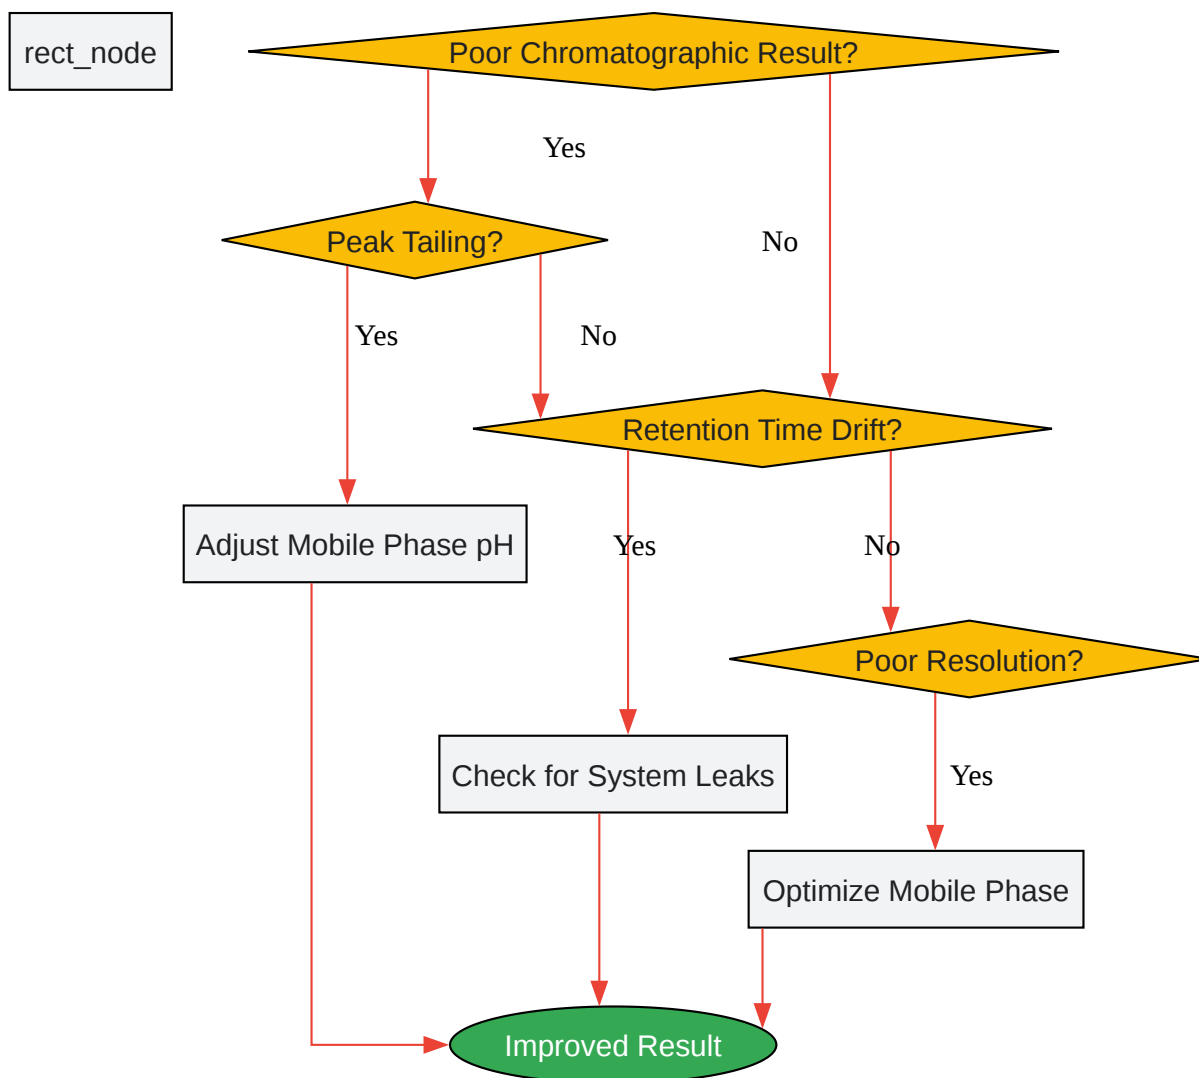 rect_node
Poor Chromatographic Result?
Yes
Peak Tailing?
No
Yes
No
Retention Time Drift?
Adjust Mobile Phase pH
Yes
No
Poor Resolution?
Check for System Leaks
Yes
Optimize Mobile Phase
Improved Result